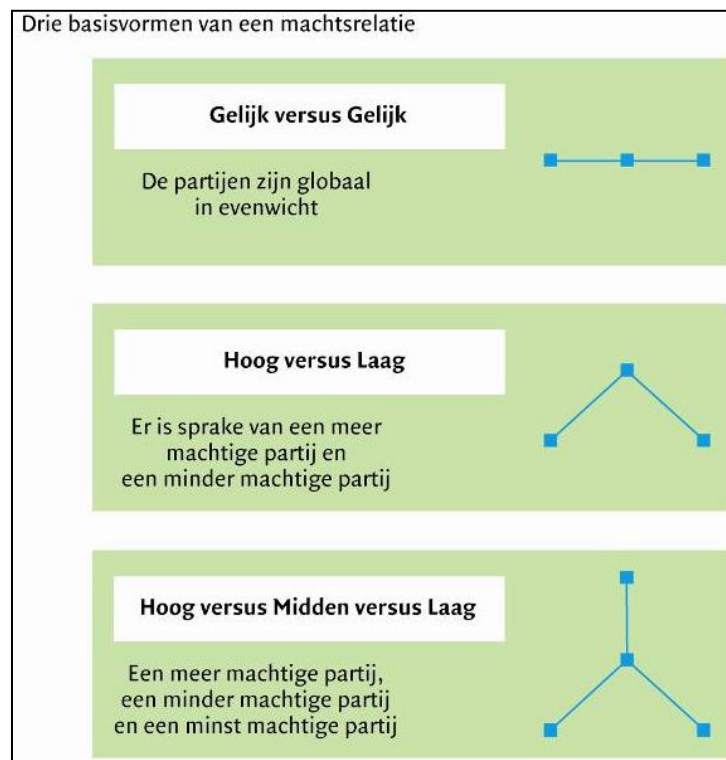 Drie basisvormen van een machtsrelatie
Gelijk versus Gelijk
De partijen zijn globaal
in evenwicht
Hoog versus Laag
Er is sprake van een meer
machtige partij en
een minder machtige partij
Hoog versus Midden versus Laag
Een meer machtige partij,
een minder machtige partij
en een minst machtige partij